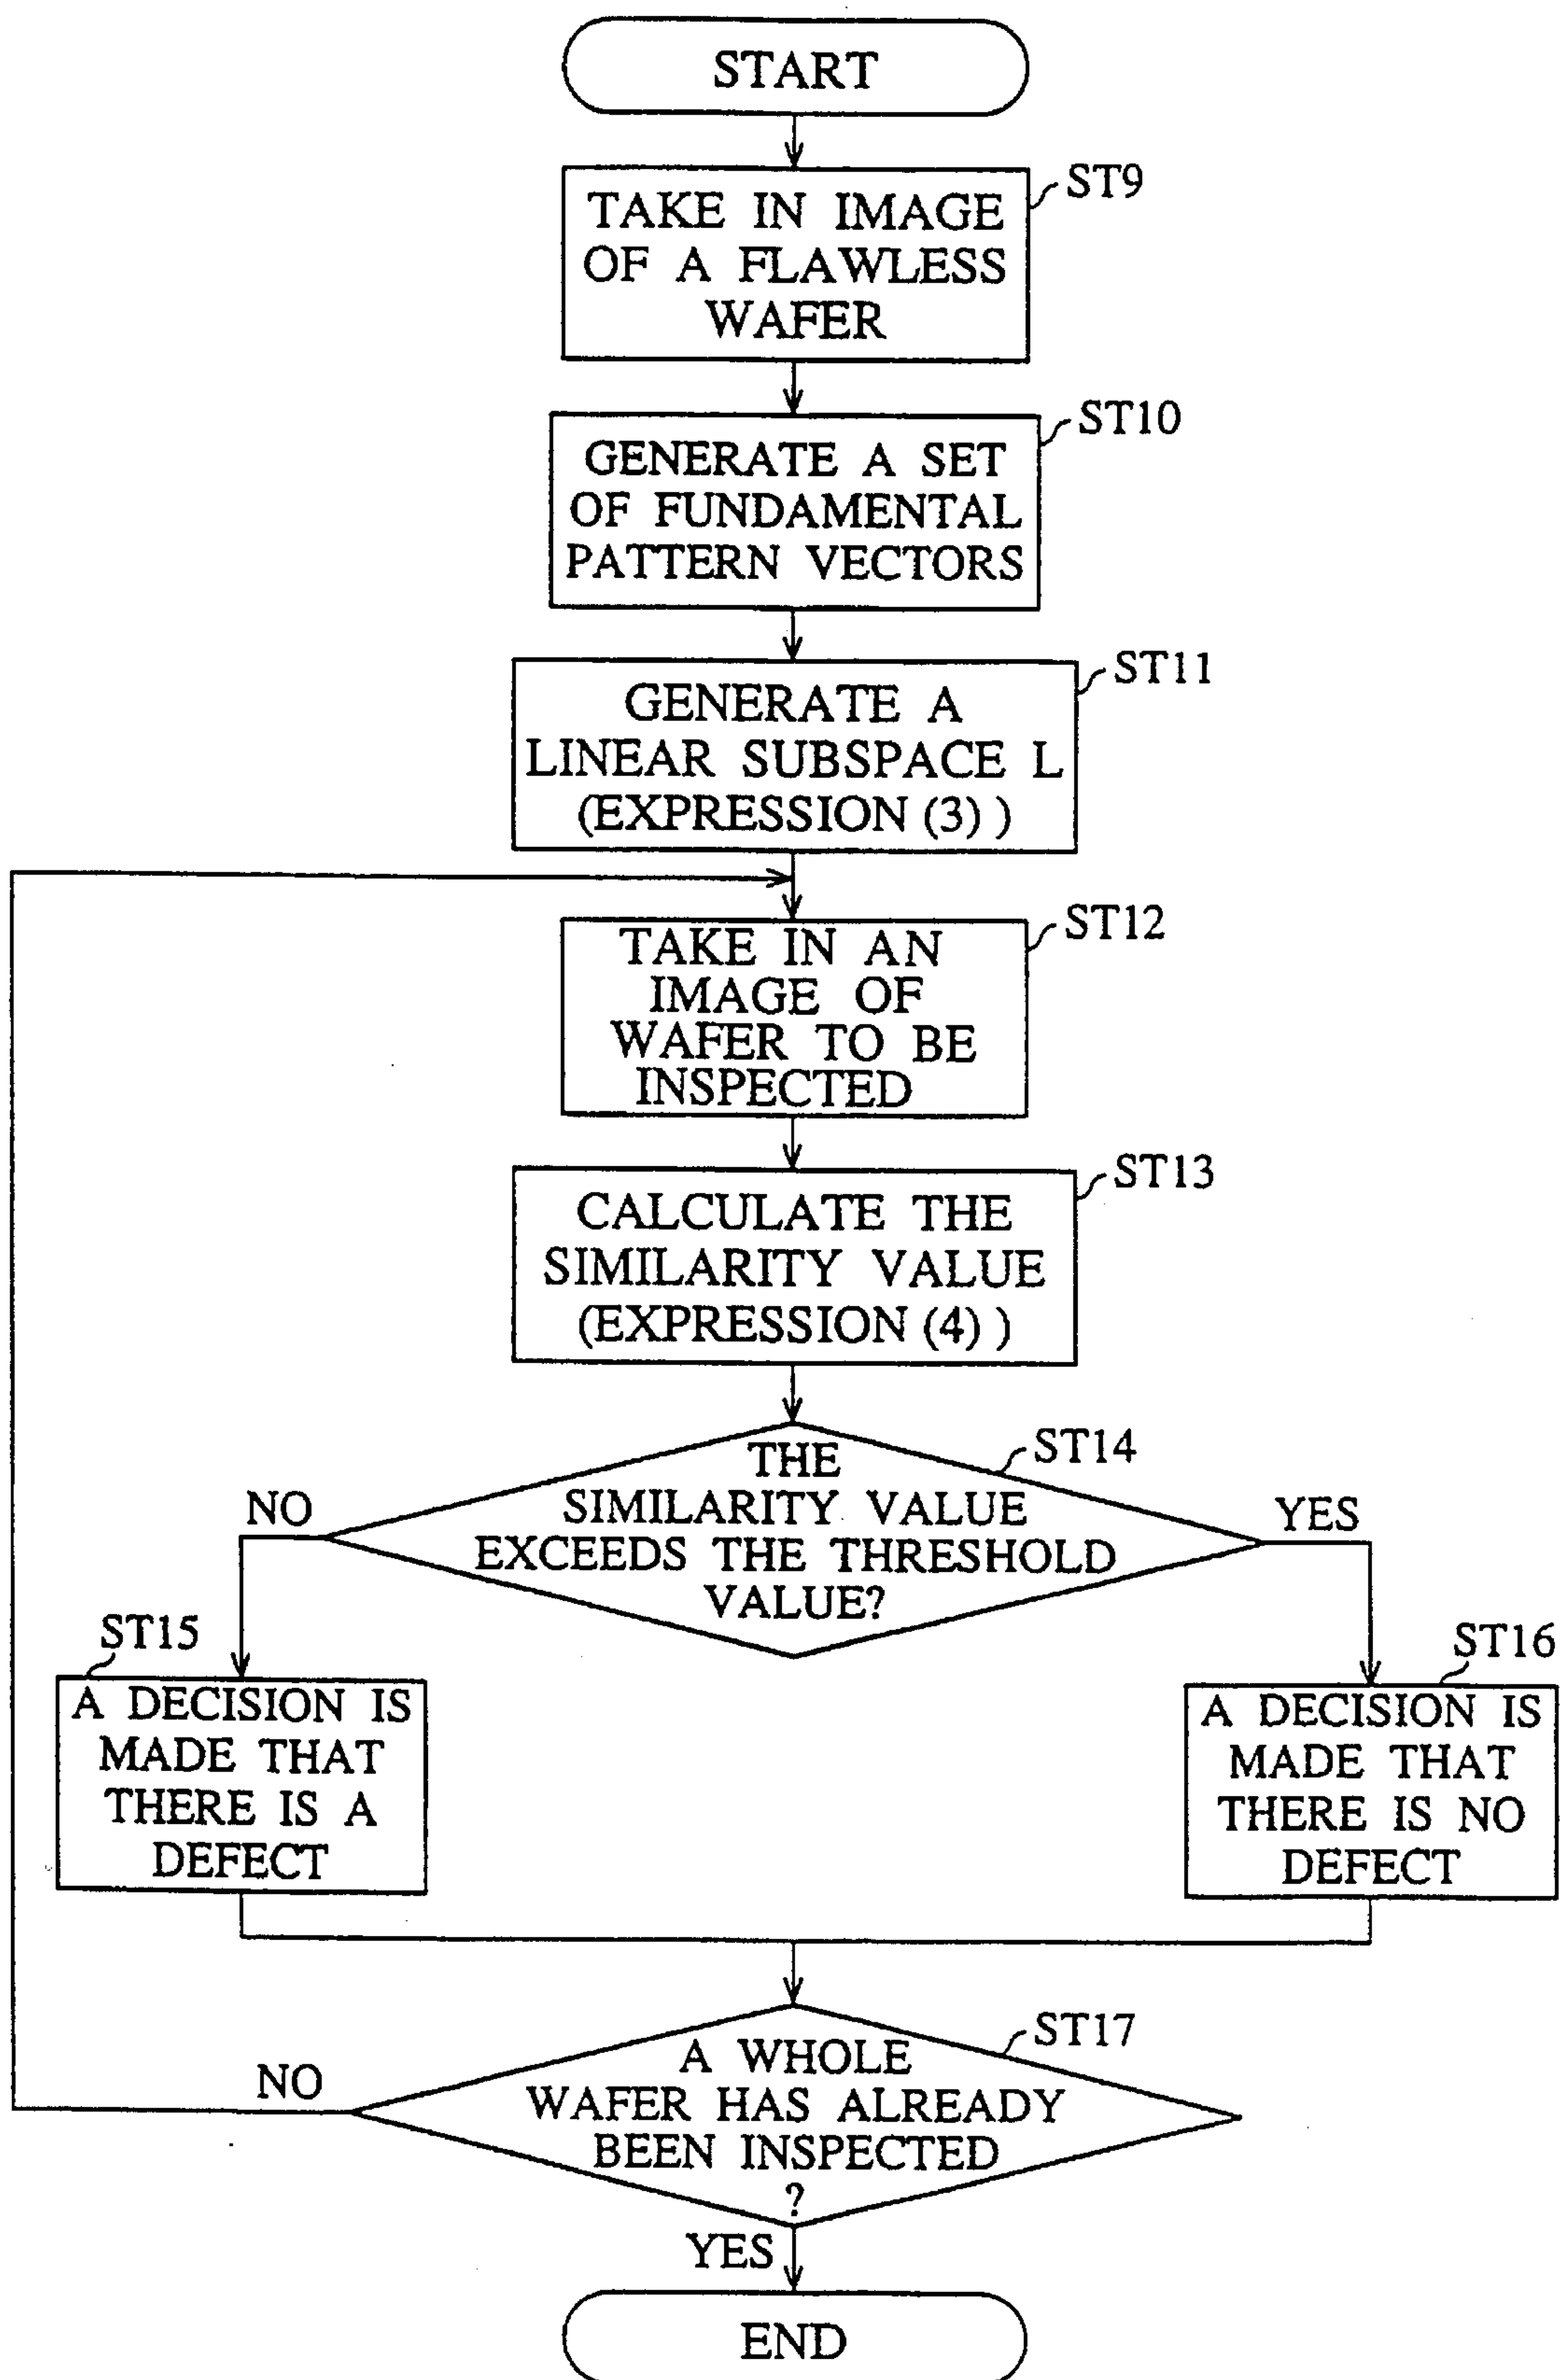 START
ST9
TAKE IN IMAGE
OF A FLAWLESS
WAFER
ST10
GENERATE A SET
OF FUNDAMENTAL
PATTERN VECTORS
ST11
GENERATE A
LINEAR SUBSPACE L
(EXPRESSION (3) )
ST12
TAKE IN AN
IMAGE OF
WAFER TO BE
INSPECTED
ST13
CALCULATE THE
SIMILARITY VALUE
(EXPRESSION (4) )
ST14
THE
SIMILARITY VALUE
EXCEEDS THE THRESHOLD
VALUE?
NO
YES
ST15
A DECISION IS
MADE THAT
THERE IS A
DEFECT
ST16
A DECISION IS
MADE THAT
THERE IS NO
DEFECT
ST17
A WHOLE
WAFER HAS ALREADY
BEEN INSPECTED
?
NO
YES
END